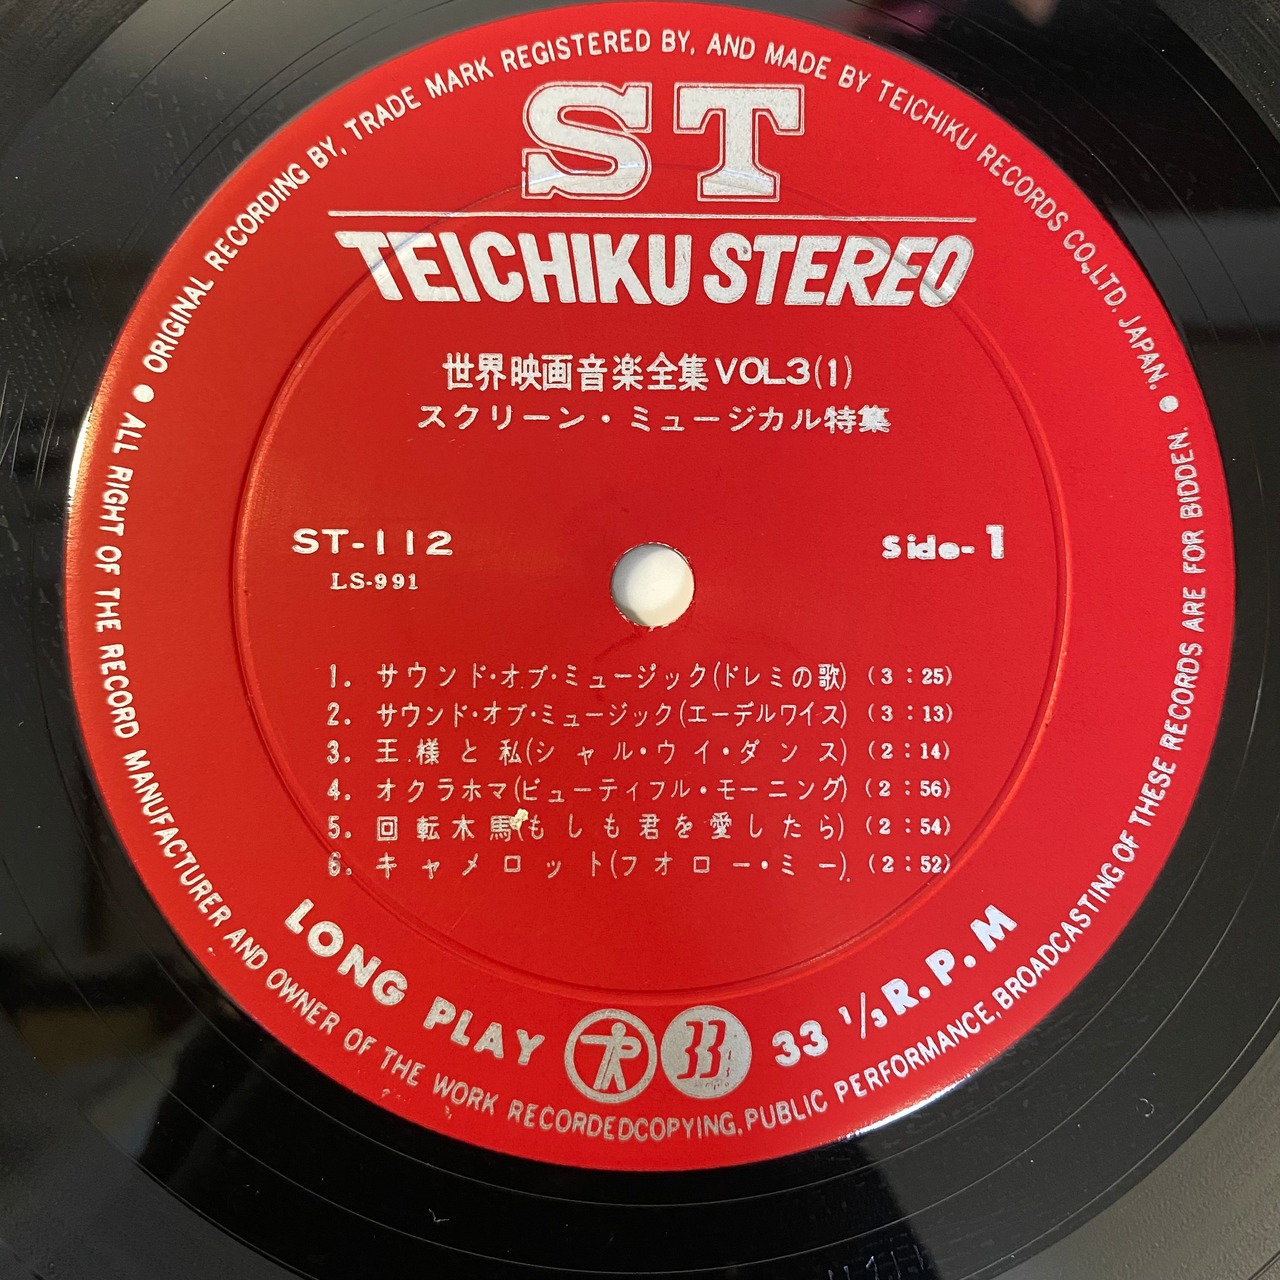 ● ORIGINAL RECORDING BY, TRADE MARK REGISTERED BY, AND MADE BY TEICHIKU RECORDS CO., LTD. JAPAN. ●
ST
TEICHIKU STEREO
世界映画音楽全集 VOL.3(1)
スクリーン・ミュージカル特集
ST-112
Side-1
LS-991
1. サウンド・オブ・ミュージック(ドレミの歌) (3:25)
2. サウンド・オブ・ミュージック(エーデルワイス) (3:13)
3. 王様と私(シャル・ウイ・ダンス) (2:14)
4. オクラホマ(ビューティフル・モーニング) (2:56)
5. 回転木馬(もしも君を愛したら) (2:54)
6. キャメロット(フオロー・ミー) (2:52)
LONG PLAY
33
33 1/3 R.P.M
ALL RIGHT OF THE RECORD MANUFACTURER AND OWNER OF THE WORK RECORDEDCOPYING, PUBLIC PERFORMANCE, BROADCASTING OF THESE RECORDS ARE FOR BIDDEN.